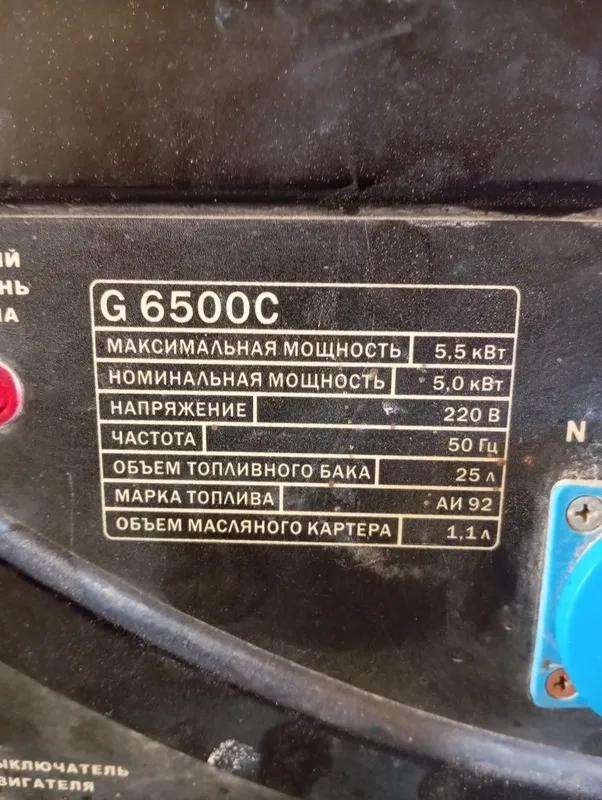 G 6500C
МАКСИМАЛЬНАЯ МОЩНОСТЬ 5,5 кВт
НОМИНАЛЬНАЯ МОЩНОСТЬ 5,0 кВт
НАПРЯЖЕНИЕ 220 В
ЧАСТОТА 50 Гц
ОБЪЕМ ТОПЛИВНОГО БАКА 25 л
МАРКА ТОПЛИВА АИ 92
ОБЪЕМ МАСЛЯНОГО КАРТЕРА 1,1 л
N